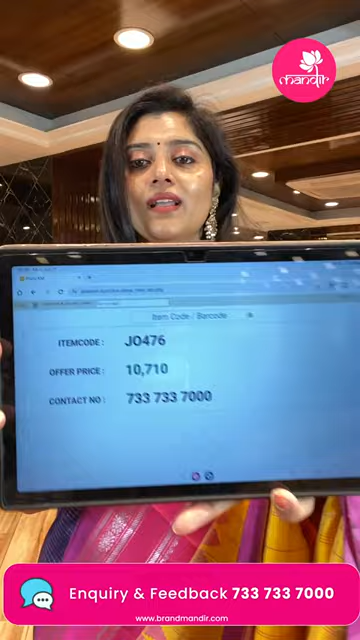 mandir
Item Code / Barcode
ITEMCODE : JO476
OFFER PRICE : 10,710
CONTACT NO : 733 733 7000
Enquiry & Feedback 733 733 7000
www.brandmandir.com